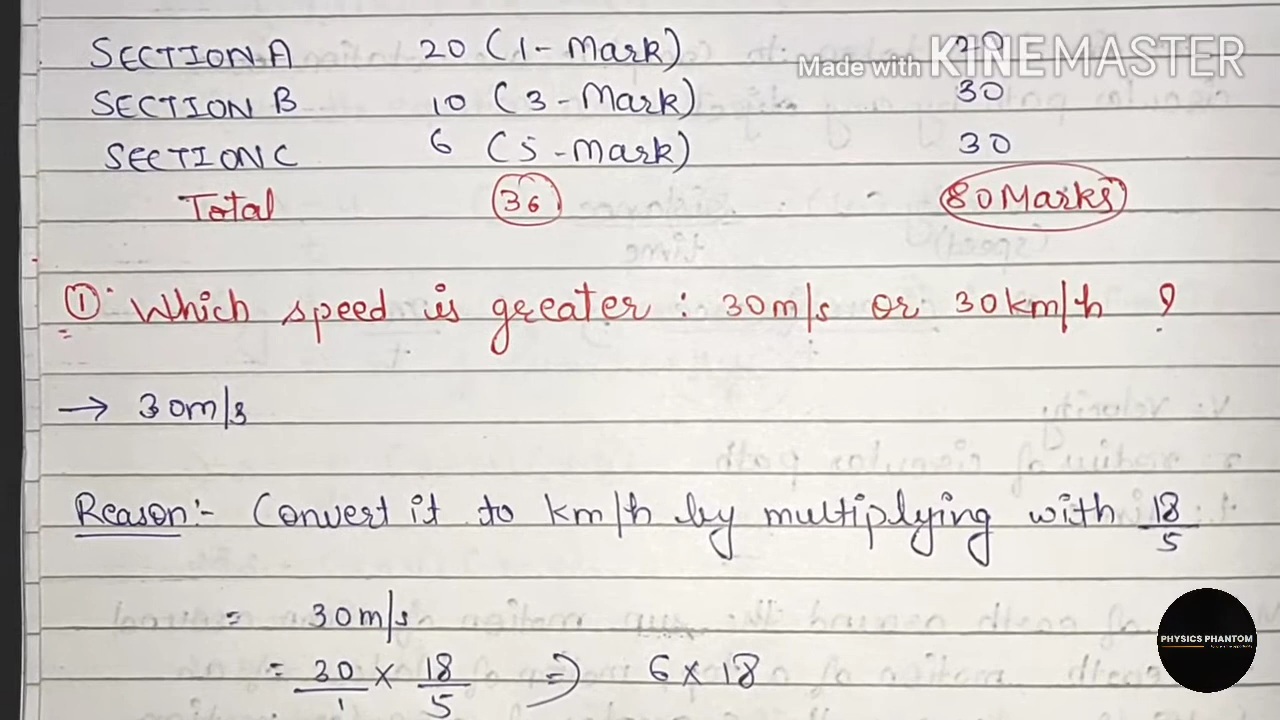 SECTION A 20 (1-Mark) 20
Made with KINEMASTER
SECTION B 10 (3-Mark) 30
SECTION C 6 (5-Mark) 30
Total 36 80 Marks
① Which speed is greater : 30m/s or 30km/h ?
→ 30m/s
Reason:- Convert it to km/h by multiplying with 18/5
= 30m/s
= 30/1 × 18/5 ⇒ 6 × 18
PHYSICS PHANTOM